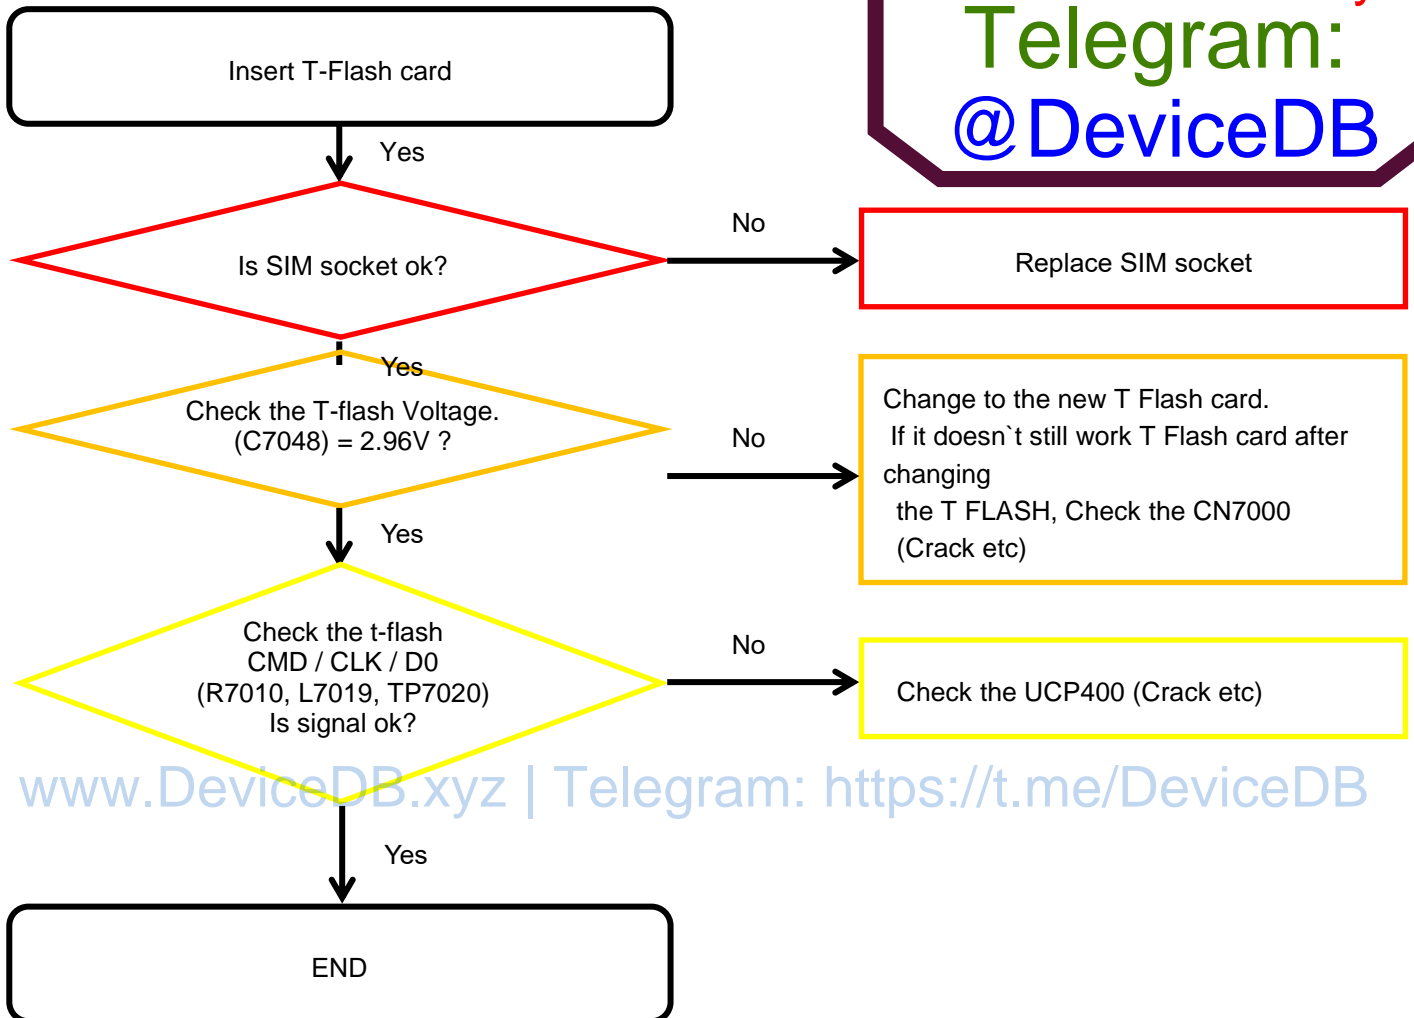 Telegram:
@DeviceDB
Insert T-Flash card
Yes
Is SIM socket ok?
No
Replace SIM socket
Yes
Check the T-flash Voltage.
(C7048) = 2.96V ?
No
Change to the new T Flash card.
If it doesn`t still work T Flash card after
changing
the T FLASH, Check the CN7000
(Crack etc)
Yes
Check the t-flash
CMD / CLK / D0
(R7010, L7019, TP7020)
Is signal ok?
No
Check the UCP400 (Crack etc)
www.DeviceDB.xyz | Telegram: https://t.me/DeviceDB
Yes
END